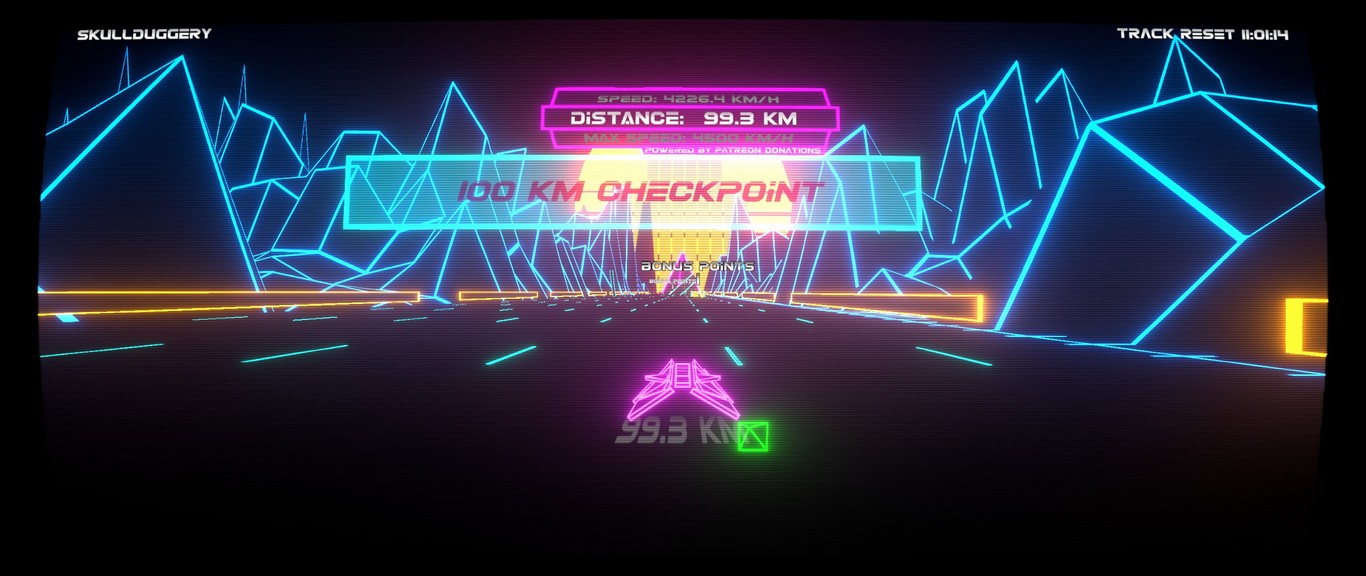 SKULLDUGGERY
TRACK RESET 11:01:14
SPEED: 4226.4 KM/H
DISTANCE: 99.3 KM
MAX SPEED: 4500 KM/H
POWERED BY PATREON DONATIONS
100 KM CHECKPOINT
BONUS POINTS
99.3 KM